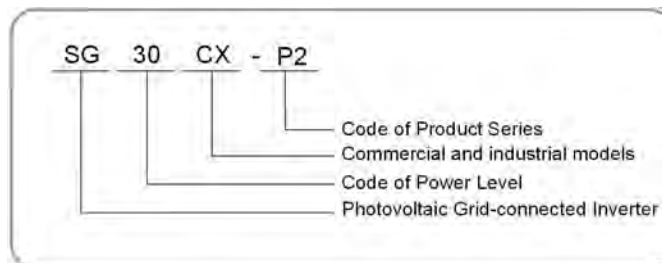 SG 30 CX - P2
Code of Product Series
Commercial and industrial models
Code of Power Level
Photovoltaic Grid-connected Inverter